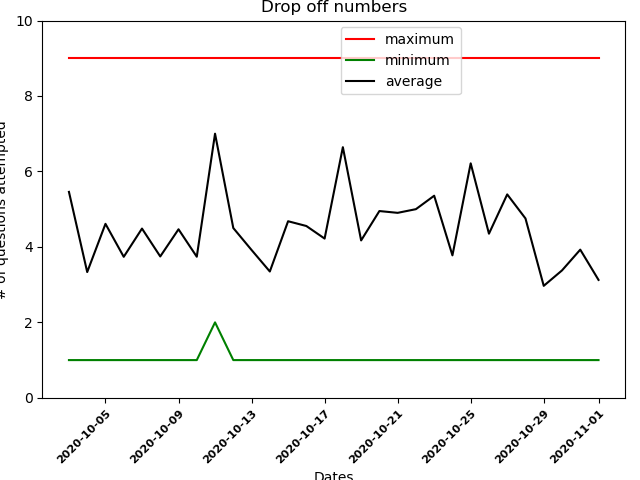 Drop off numbers
maximum
minimum
average
# of questions attempted
10
8
6
4
2
0
2020-10-05
2020-10-09
2020-10-13
2020-10-17
2020-10-21
2020-10-25
2020-10-29
2020-11-01
Dates